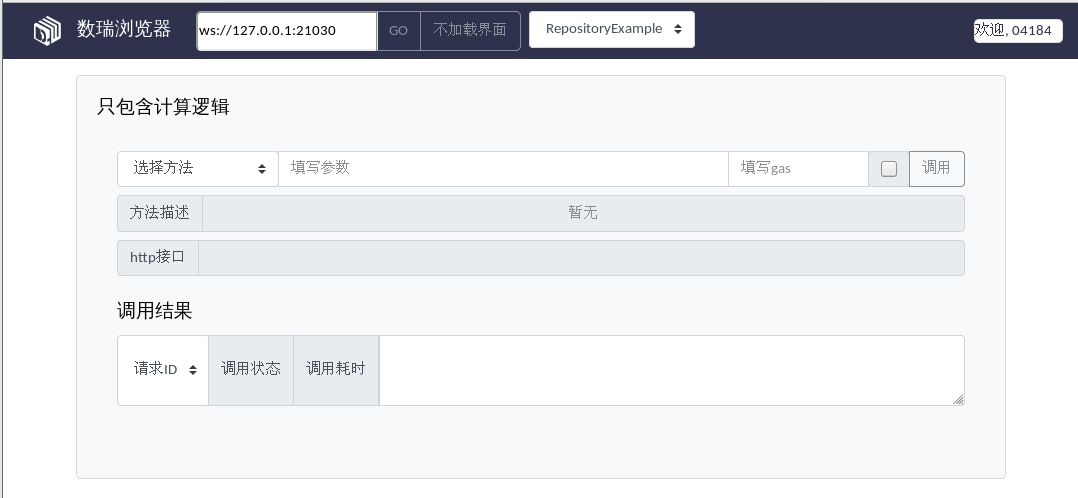 数瑞浏览器 ws://127.0.0.1:21030 GO 不加载界面 RepositoryExample 欢迎, 04184
只包含计算逻辑
选择方法 填写参数 填写gas 调用
方法描述 暂无
http接口
调用结果
请求ID 调用状态 调用耗时